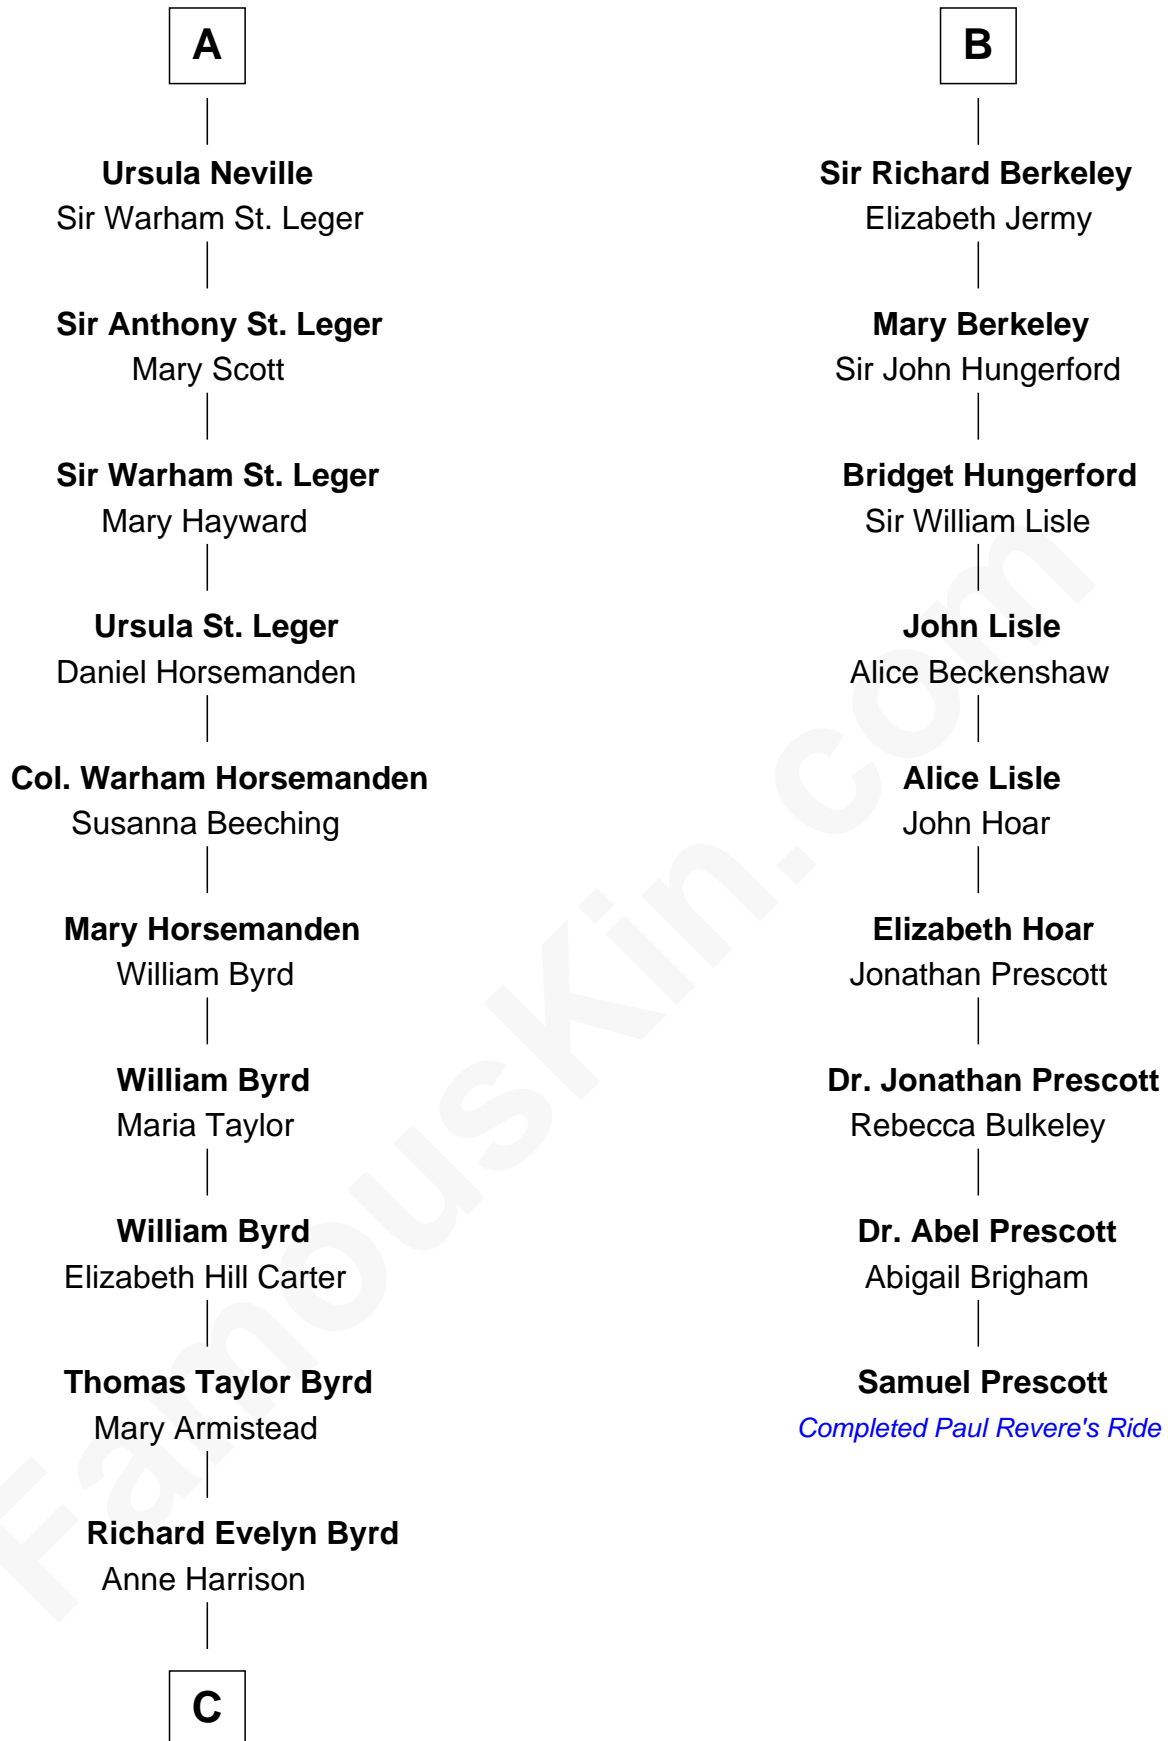 A
Ursula Neville
Sir Warham St. Leger
Sir Anthony St. Leger
Mary Scott
Sir Warham St. Leger
Mary Hayward
Ursula St. Leger
Daniel Horsemanden
Col. Warham Horsemanden
Susanna Beeching
Mary Horsemanden
William Byrd
William Byrd
Maria Taylor
William Byrd
Elizabeth Hill Carter
Thomas Taylor Byrd
Mary Armistead
Richard Evelyn Byrd
Anne Harrison
C
B
Sir Richard Berkeley
Elizabeth Jermy
Mary Berkeley
Sir John Hungerford
Bridget Hungerford
Sir William Lisle
John Lisle
Alice Beckenshaw
Alice Lisle
John Hoar
Elizabeth Hoar
Jonathan Prescott
Dr. Jonathan Prescott
Rebecca Bulkeley
Dr. Abel Prescott
Abigail Brigham
Samuel Prescott
Completed Paul Revere's Ride
FamousKin.com